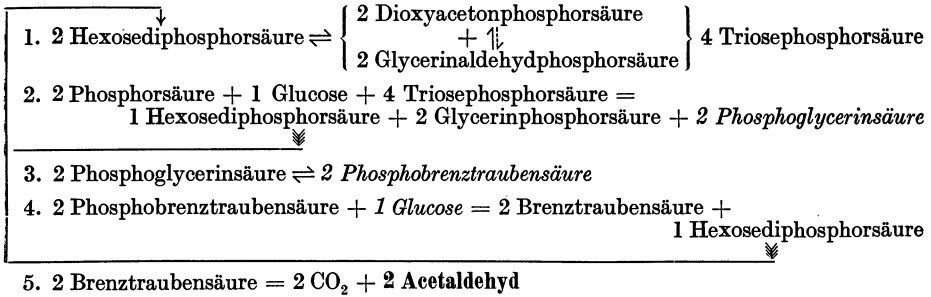 2 Dioxyacetonphosphorsäure
1. 2 Hexosediphosphorsäure ⇌ + ⇅ 4 Triosephosphorsäure
2 Glycerinaldehydphosphorsäure
2. 2 Phosphorsäure + 1 Glucose + 4 Triosephosphorsäure =
1 Hexosediphosphorsäure + 2 Glycerinphosphorsäure + 2 Phosphoglycerinsäure
3. 2 Phosphoglycerinsäure ⇌ 2 Phosphobrenztraubensäure
4. 2 Phosphobrenztraubensäure + 1 Glucose = 2 Brenztraubensäure +
1 Hexosediphosphorsäure
5. 2 Brenztraubensäure = 2 CO₂ + 2 Acetaldehyd